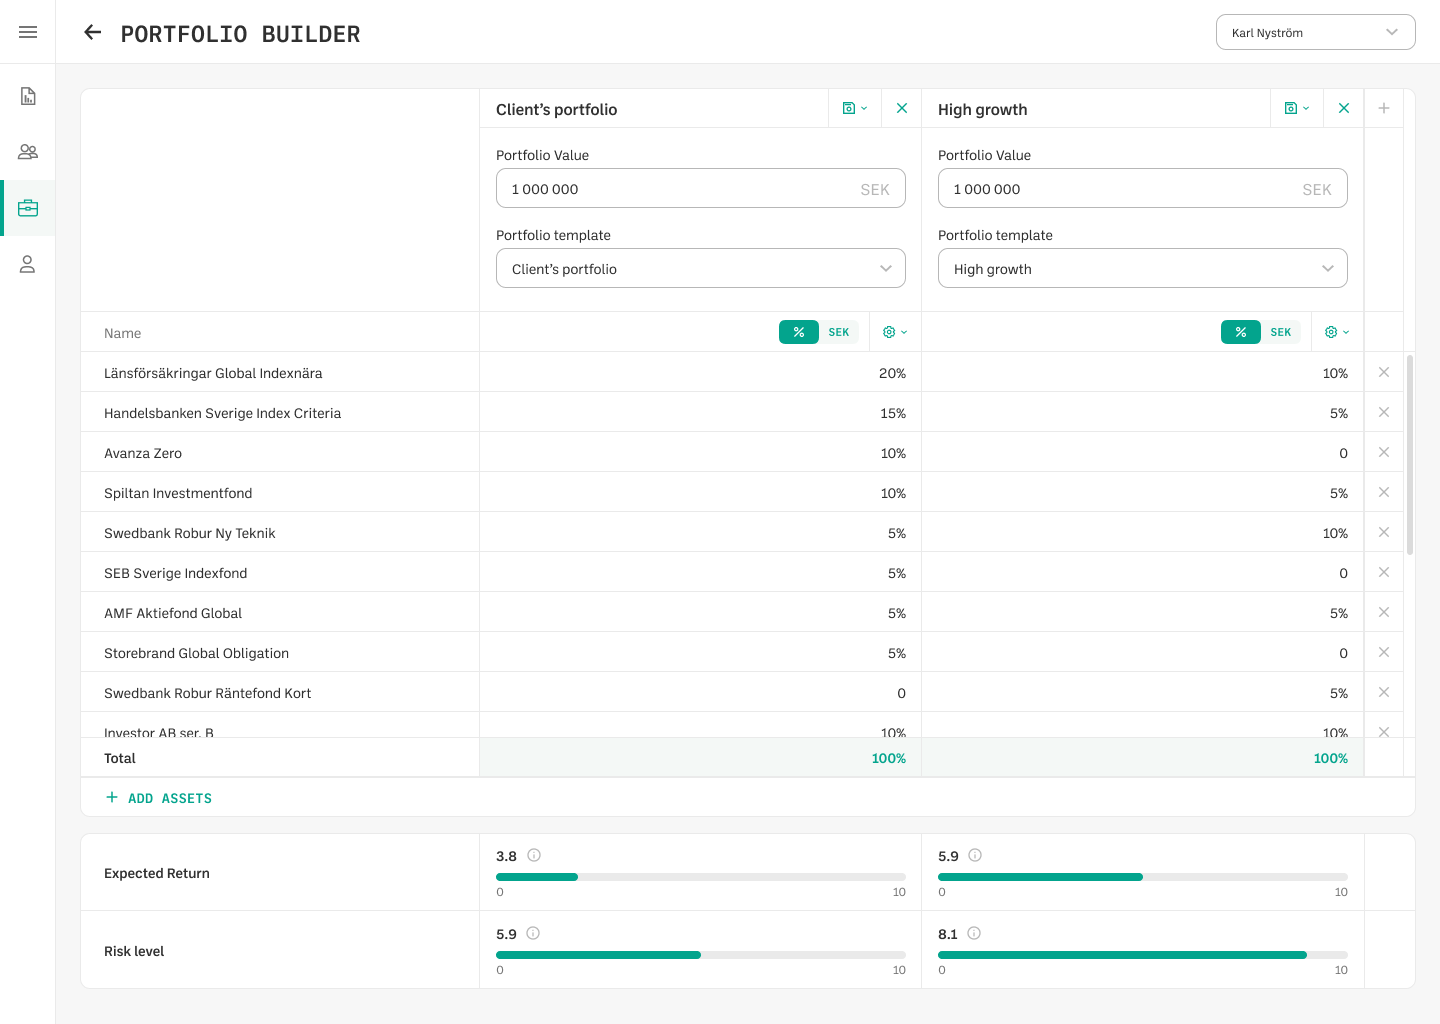 PORTFOLIO BUILDER
Karl Nyström
Client’s portfolio
High growth
Portfolio Value
Portfolio Value
1 000 000 SEK
1 000 000 SEK
Portfolio template
Portfolio template
Client’s portfolio
High growth
Name
% SEK
% SEK
Länsförsäkringar Global Indexnära 20% 10%
Handelsbanken Sverige Index Criteria 15% 5%
Avanza Zero 10% 0
Spiltan Investmentfond 10% 5%
Swedbank Robur Ny Teknik 5% 10%
SEB Sverige Indexfond 5% 0
AMF Aktiefond Global 5% 5%
Storebrand Global Obligation 5% 0
Swedbank Robur Räntefond Kort 0 5%
Investor AB ser. B 10% 10%
Total 100% 100%
+ ADD ASSETS
Expected Return
3.8
0 10
5.9
0 10
Risk level
5.9
0 10
8.1
0 10